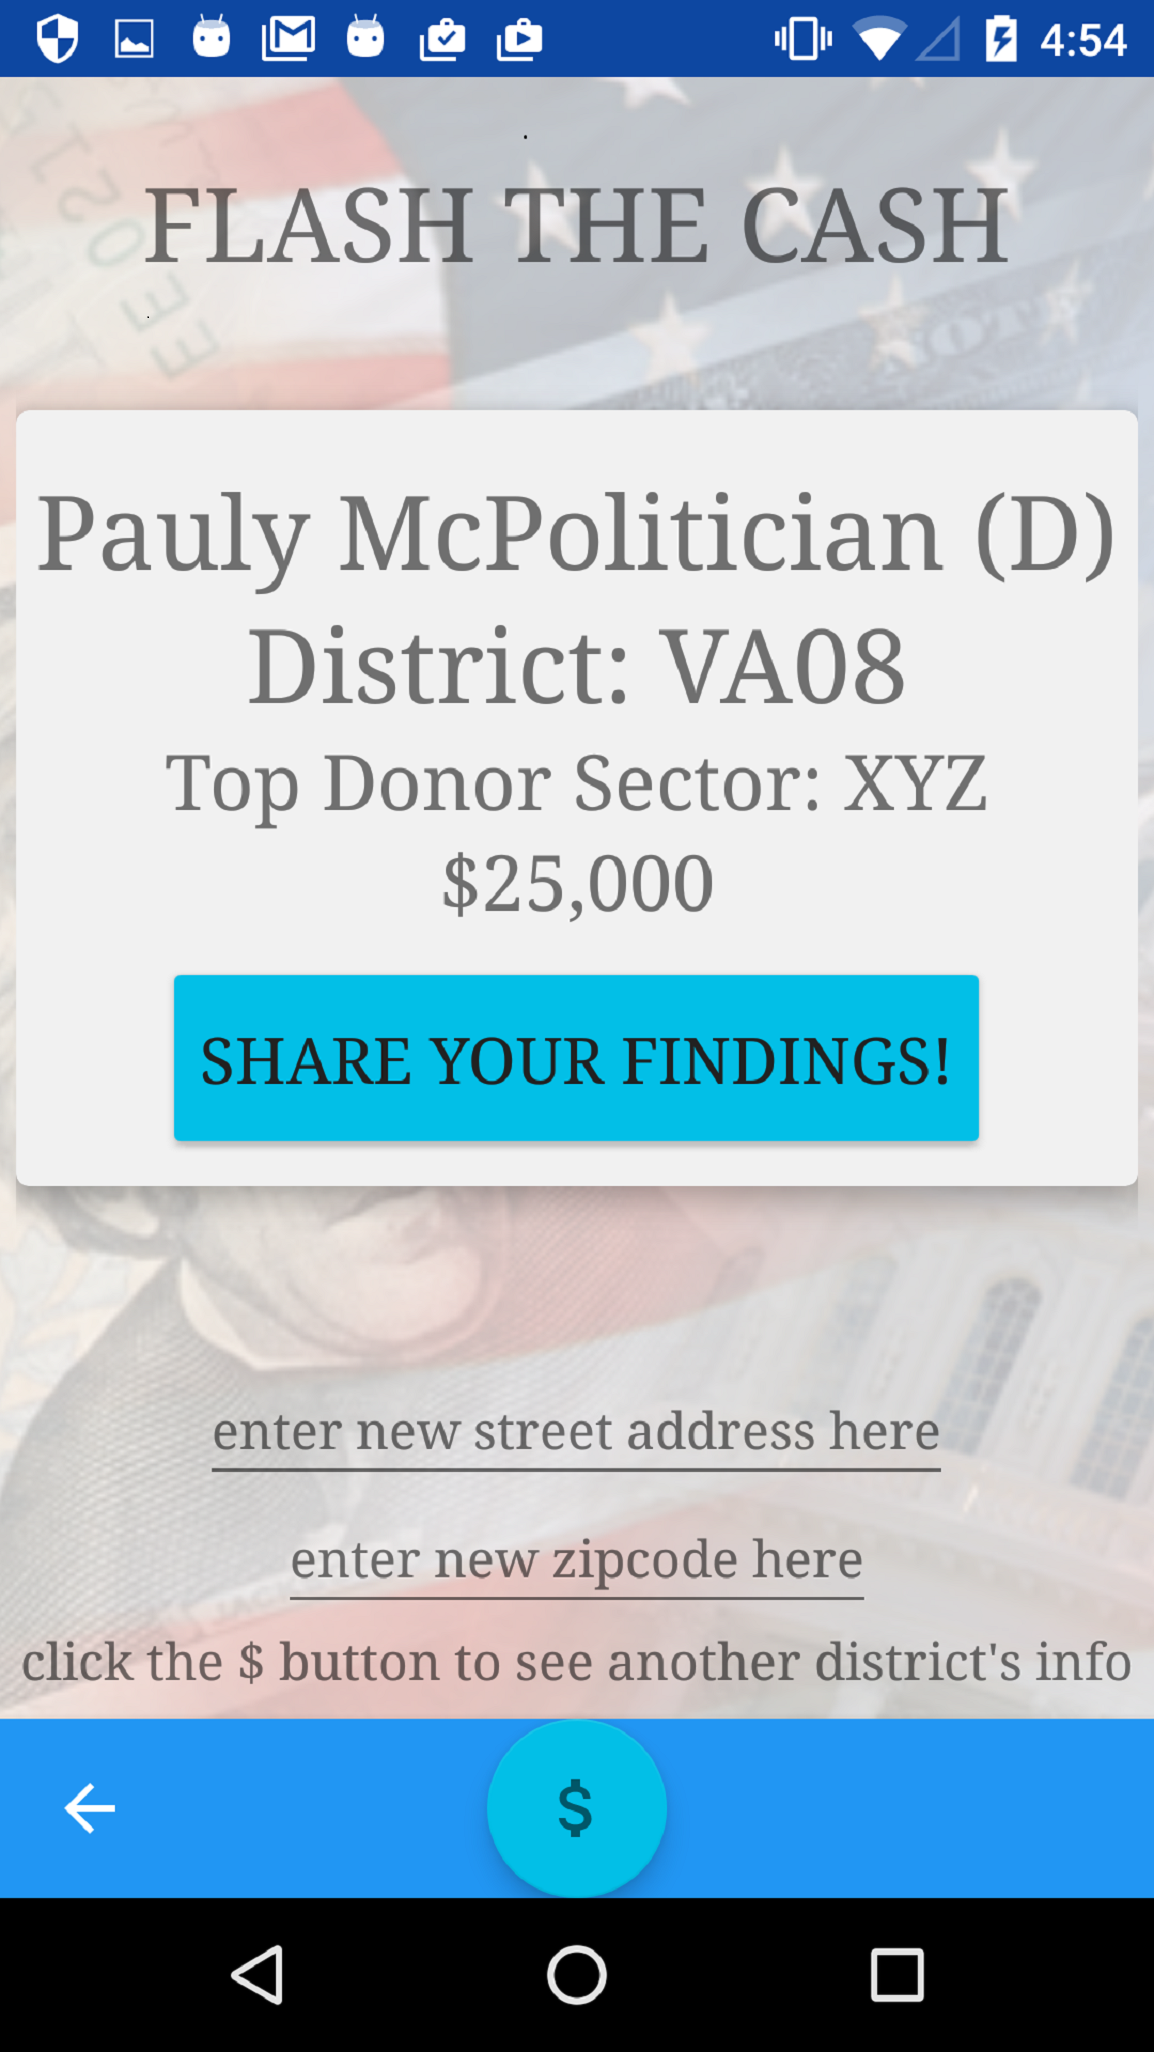 4:54
FLASH THE CASH
Pauly McPolitician (D)
District: VA08
Top Donor Sector: XYZ
$25,000
SHARE YOUR FINDINGS!
enter new street address here
enter new zipcode here
click the $ button to see another district's info
$